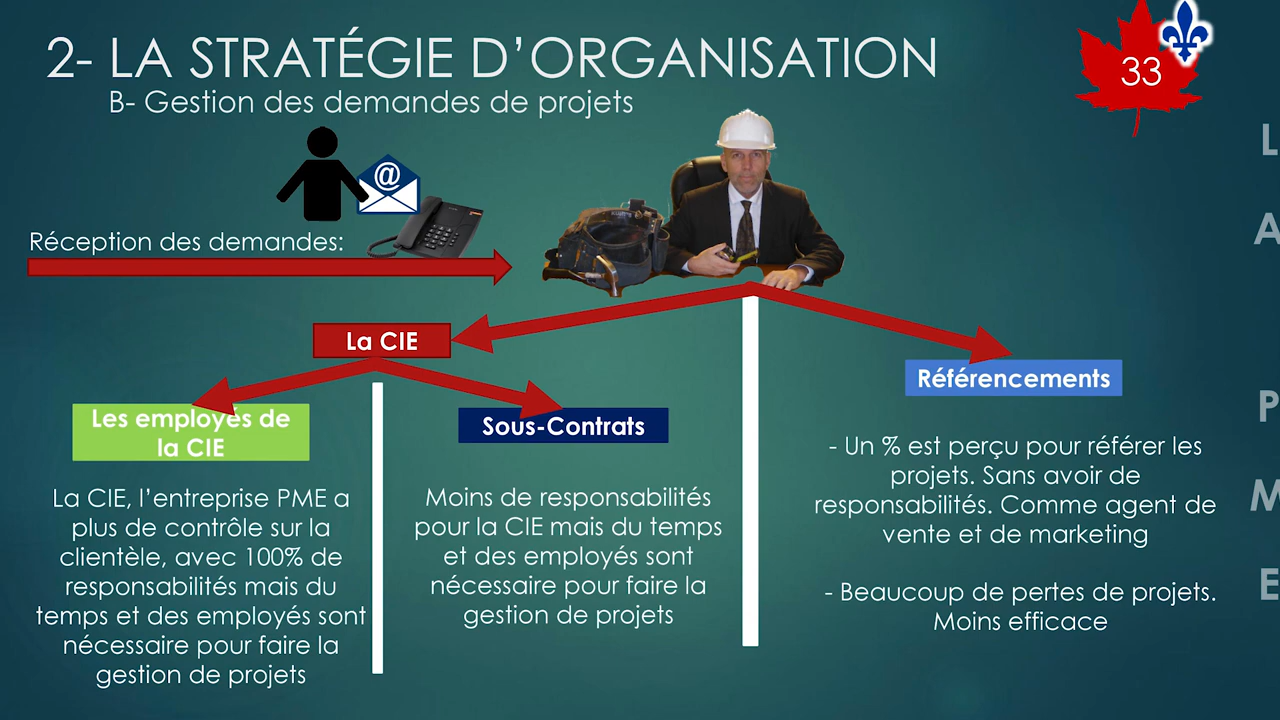 2- LA STRATÉGIE D’ORGANISATION
B- Gestion des demandes de projets
33
@
Réception des demandes:
La CIE
Référencements
Les employés de
la CIE
Sous-Contrats
La CIE, l’entreprise PME a
plus de contrôle sur la
clientèle, avec 100% de
responsabilités mais du
temps et des employés sont
nécessaire pour faire la
gestion de projets
Moins de responsabilités
pour la CIE mais du temps
et des employés sont
nécessaire pour faire la
gestion de projets
- Un % est perçu pour référer les
projets. Sans avoir de
responsabilités. Comme agent de
vente et de marketing
- Beaucoup de pertes de projets.
Moins efficace
L
A
P
M
E